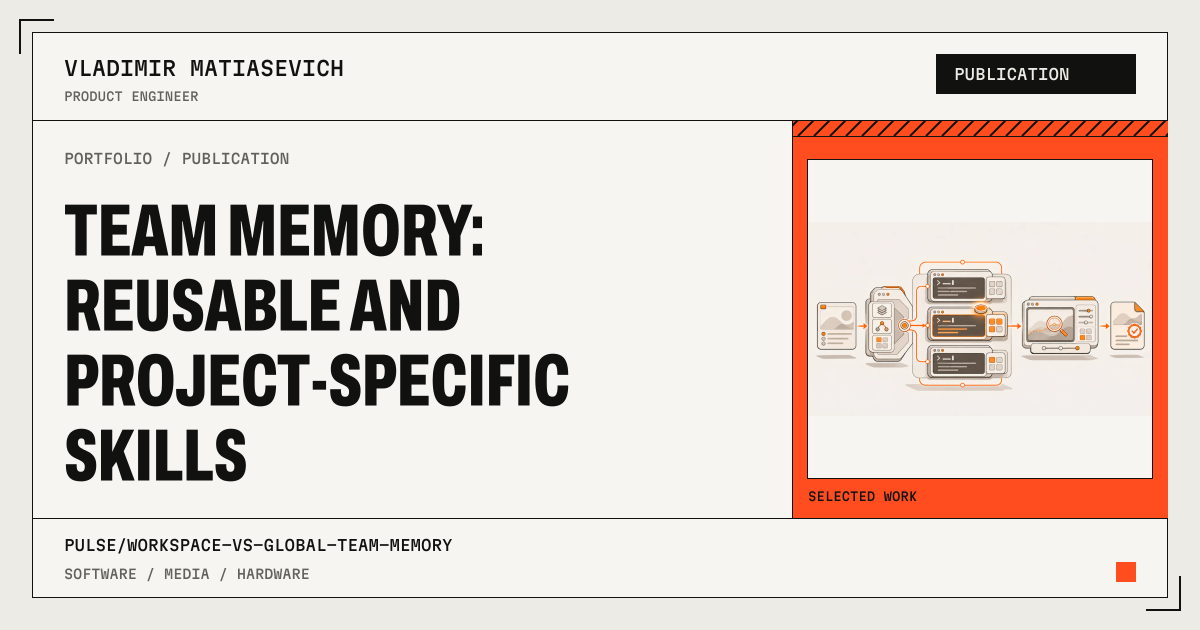 VLADIMIR MATIASEVICH
PRODUCT ENGINEER
PUBLICATION
PORTFOLIO / PUBLICATION
TEAM MEMORY:
REUSABLE AND
PROJECT-SPECIFIC
SKILLS
SELECTED WORK
PULSE/WORKSPACE-VS-GLOBAL-TEAM-MEMORY
SOFTWARE / MEDIA / HARDWARE